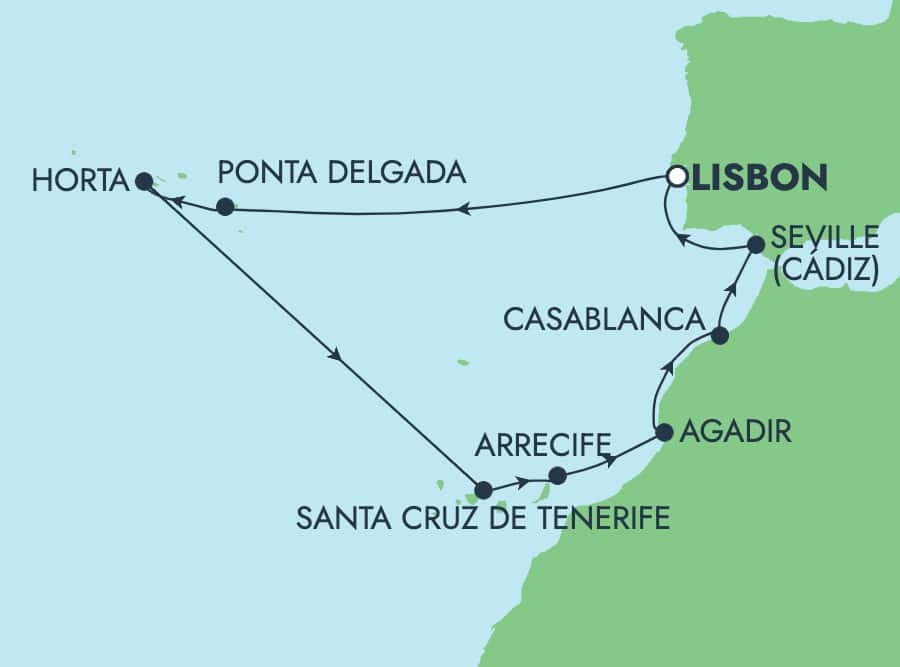 PONTA DELGADA
HORTA
LISBON
SEVILLE
(CÁDIZ)
CASABLANCA
AGADIR
ARRECIFE
SANTA CRUZ DE TENERIFE